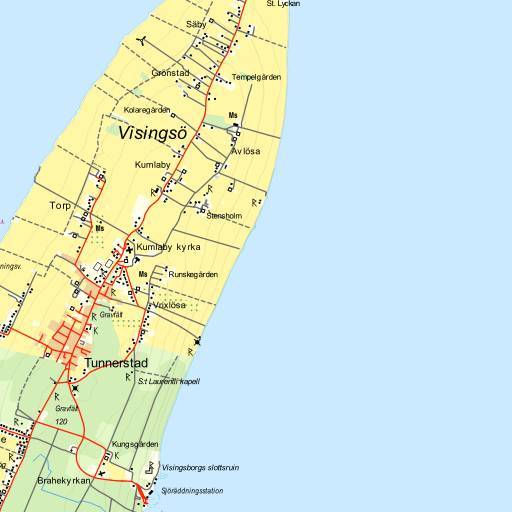 St. Lyckan
Säby
Grönstad
Tempelgården
Kolaregården
Ms
Visingsö
Avlösa
Kumlaby
R
R
R
Torp
Stensholm
Ms
Kumlaby kyrka
ningsv.
Ms
Runskegården
R
Gravfält
Voxlösa
R
K
R
Tunnerstad
R
S:t Laurentii kapell
R
Gravfält
120
e
Kungsgården
K
Visingsborgs slottsruin
Brahekyrkan
Sjöräddningsstation